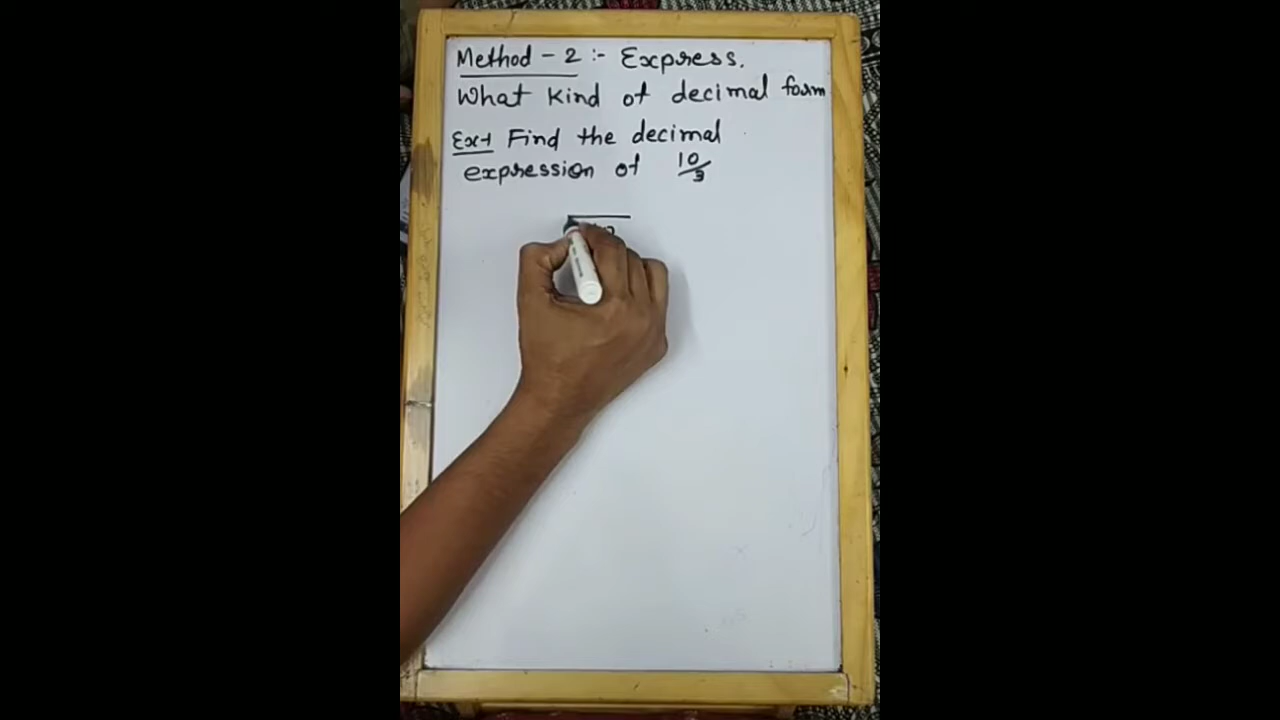 Method - 2 :- Express.
What Kind of decimal form
Ex-1 Find the decimal
expression of 10/3